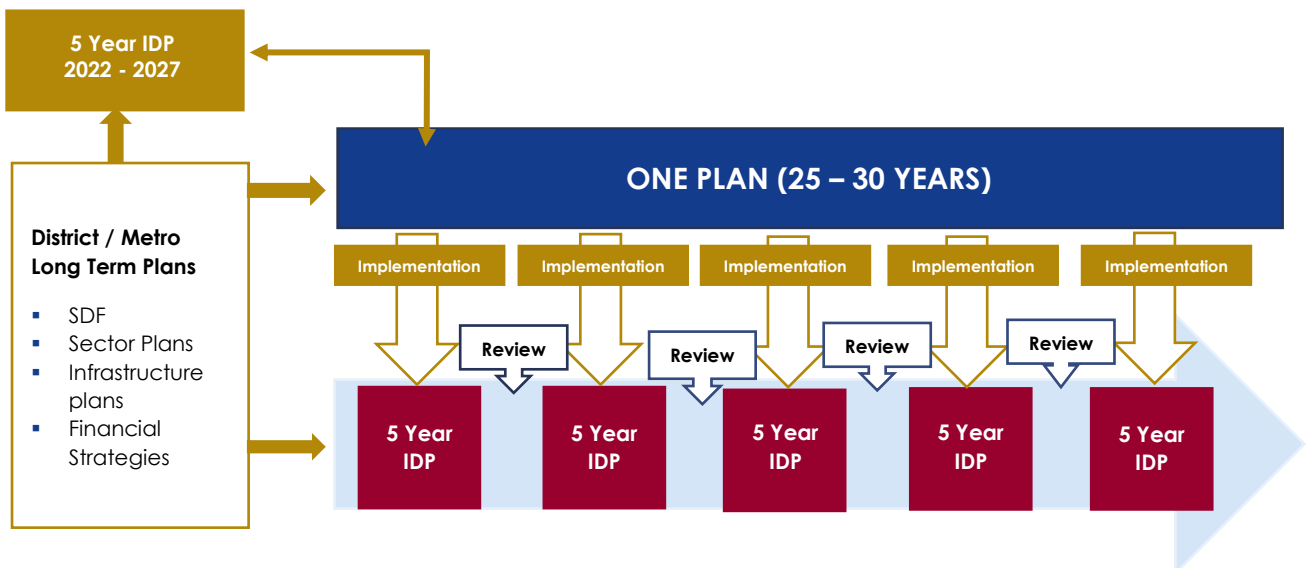 5 Year IDP
2022 - 2027
ONE PLAN (25 – 30 YEARS)
District / Metro
Long Term Plans
▪ SDF
▪ Sector Plans
▪ Infrastructure
plans
▪ Financial
Strategies
Implementation
Implementation
Implementation
Implementation
Implementation
Review
Review
Review
Review
5 Year
IDP
5 Year
IDP
5 Year
IDP
5 Year
IDP
5 Year
IDP